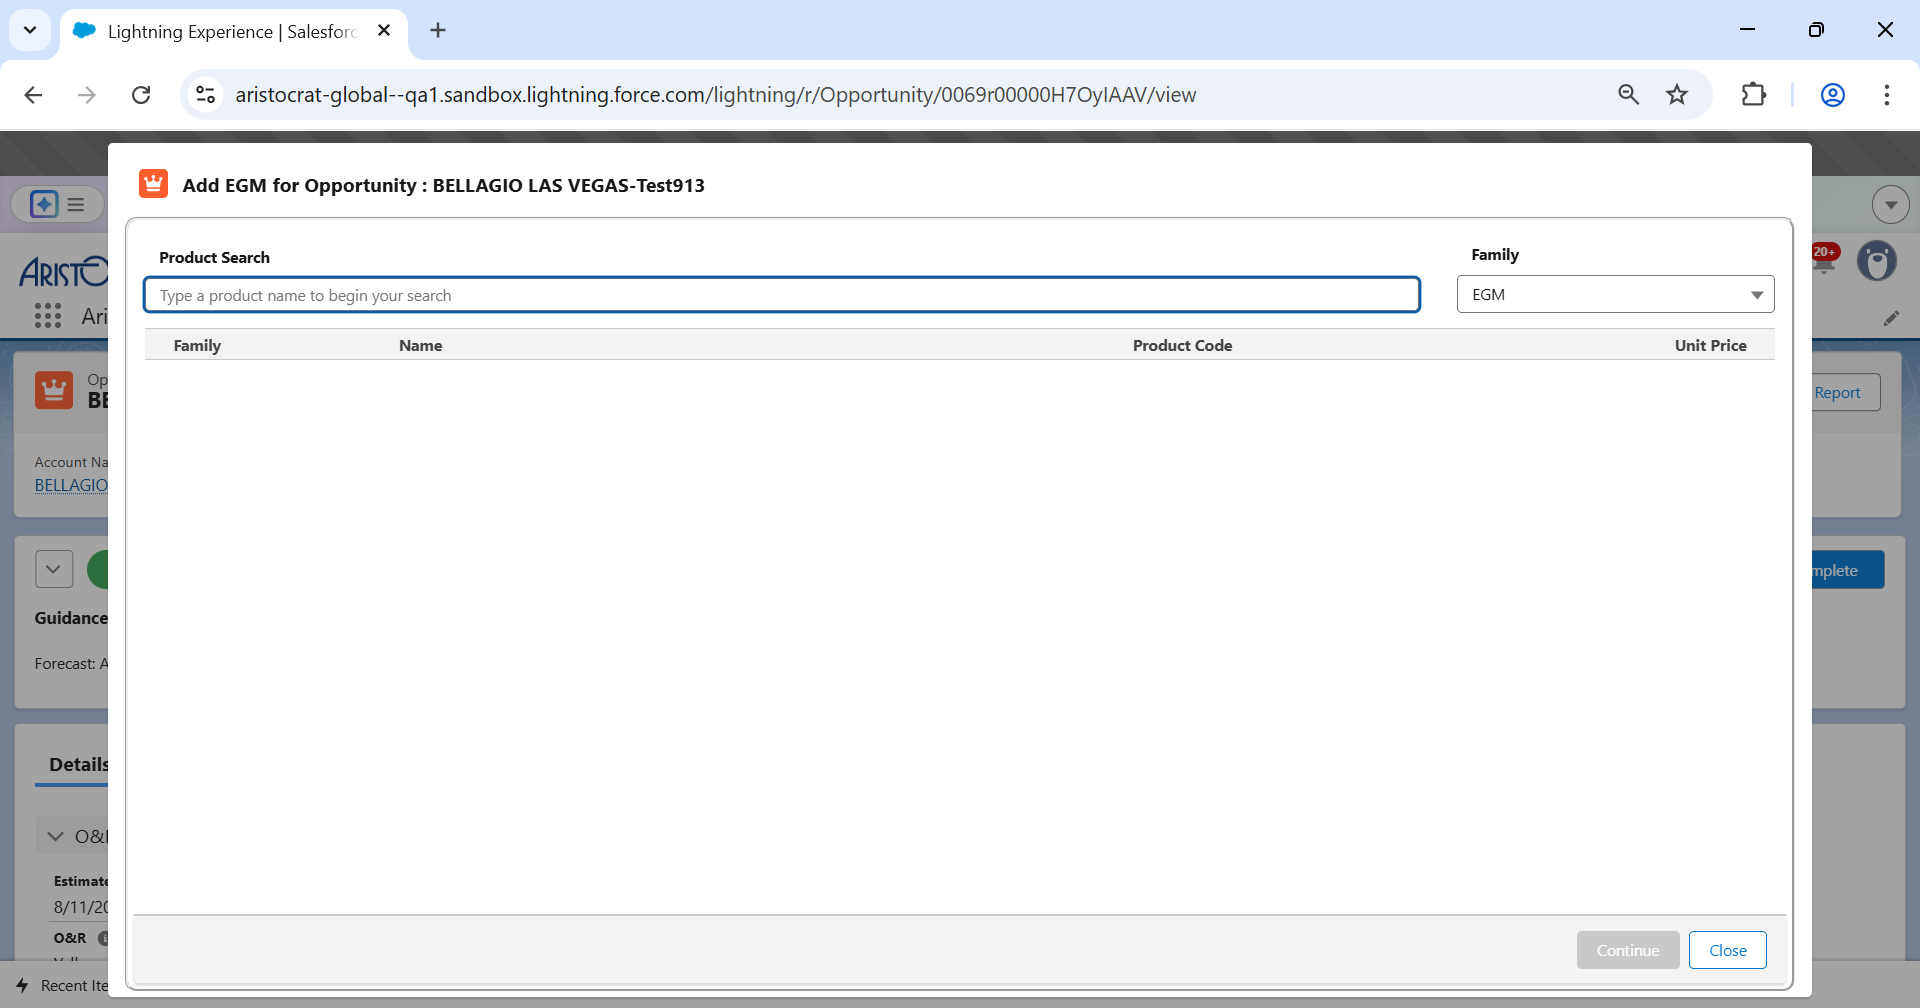 Lightning Experience | Salesforc
aristocrat-global--qa1.sandbox.lightning.force.com/lightning/r/Opportunity/0069r00000H7OyIAAV/view
Add EGM for Opportunity : BELLAGIO LAS VEGAS-Test913
ARISTO
20+
Product Search
Family
Type a product name to begin your search
EGM
Ari
Family Name Product Code Unit Price
Op
BE
Report
Account Na
BELLAGIO
mplete
Guidance
Forecast: A
Details
O&
Estimate
8/11/20
O&R
Continue
Close
Recent Ite